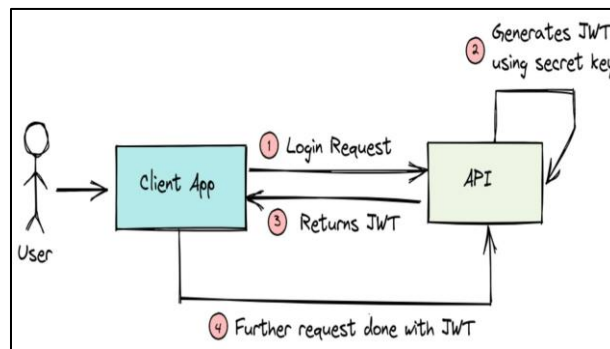 Generates JWT
2
using secret key
1 Login Request
Client App
API
3 Returns JWT
User
4 Further request done with JWT